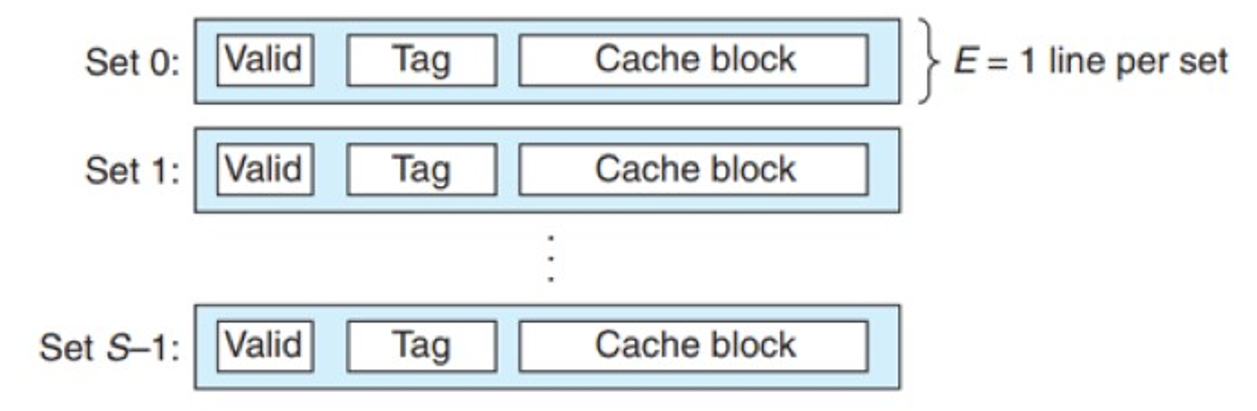 Set 0: Valid Tag Cache block E = 1 line per set
Set 1: Valid Tag Cache block
Set S–1: Valid Tag Cache block